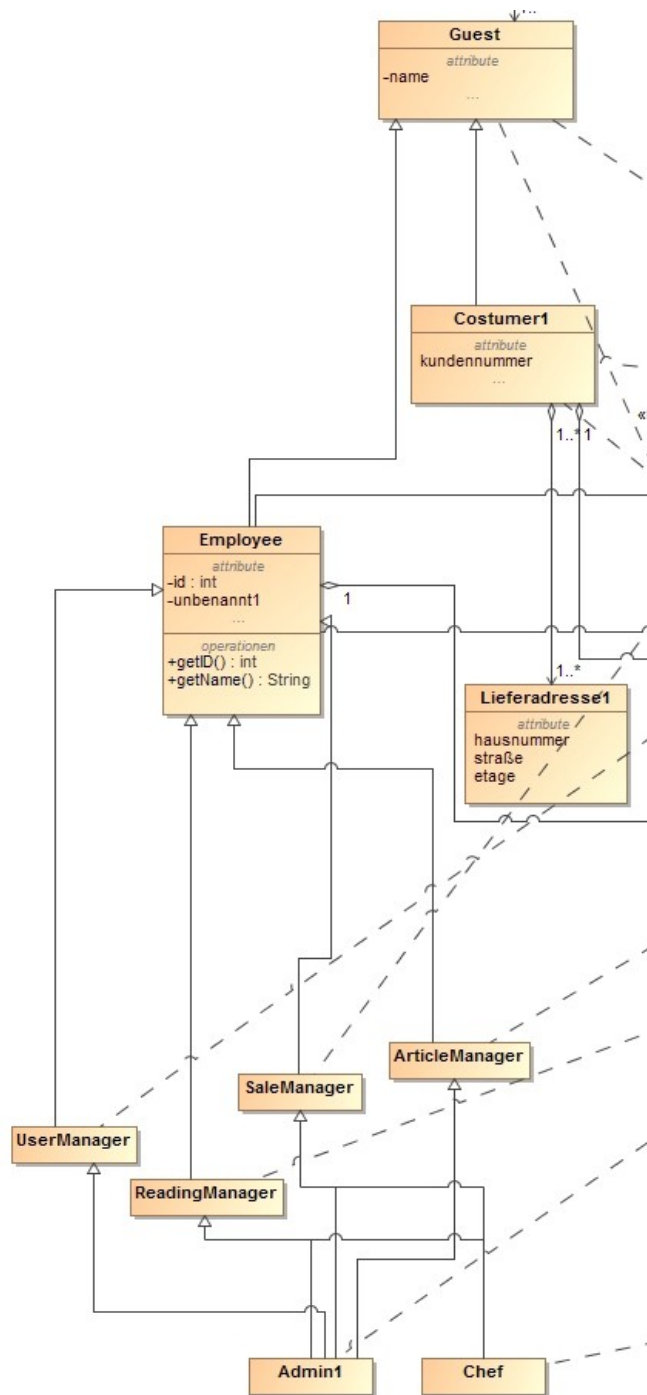 1..
Guest
attribute
-name
...
Costumer1
attribute
kundennummer
...
«
1..* 1
Employee
attribute
-id : int
-unbenannt1
...
operationen
+getID() : int
+getName() : String
1
1..*
Lieferadresse1
attribute
hausnummer
straße
etage
ArticleManager
SaleManager
UserManager
ReadingManager
Admin1
Chef